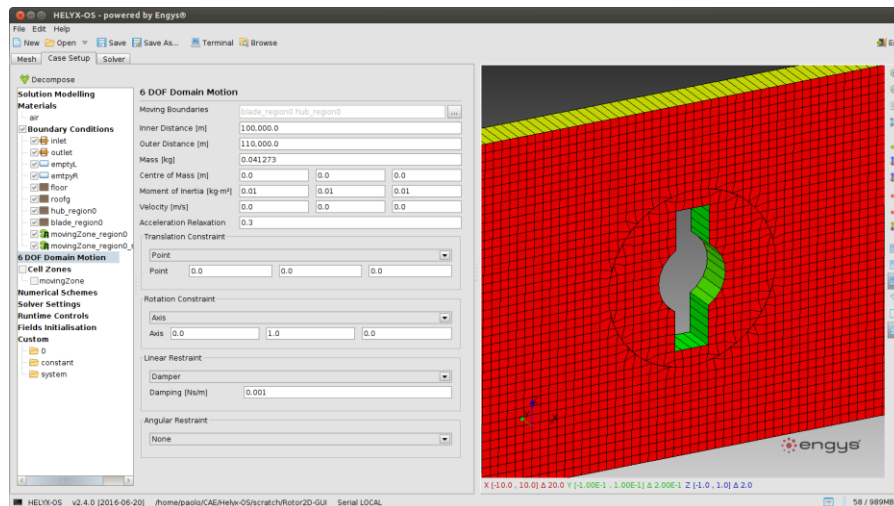 HELYX-OS - powered by Engys®
File Edit Help
New Open Save Save As... Terminal Browse
Mesh Case Setup Solver
Decompose
Solution Modelling
Materials
air
Boundary Conditions
inlet
outlet
emptyL
emtpyR
floor
roofg
hub_region0
blade_region0
movingZone_region0
movingZone_region0_
6 DOF Domain Motion
Cell Zones
movingZone
Numerical Schemes
Solver Settings
Runtime Controls
Fields Initialisation
Custom
0
constant
system
6 DOF Domain Motion
Moving Boundaries blade_region0 hub_region0 ...
Inner Distance [m] 100,000.0
Outer Distance [m] 110,000.0
Mass [kg] 0.041273
Centre of Mass [m] 0.0 0.0 0.0
Moment of Inertia [kg·m²] 0.01 0.01 0.01
Velocity [m/s] 0.0 0.0 0.0
Acceleration Relaxation 0.3
Translation Constraint
Point
Point 0.0 0.0 0.0
Rotation Constraint
Axis
Axis 0.0 1.0 0.0
Linear Restraint
Damper
Damping [Ns/m] 0.001
Angular Restraint
None
engys
X [-10.0 , 10.0] Δ 20.0 Y [-1.00E-1 , 1.00E-1] Δ 2.00E-1 Z [-1.0 , 1.0] Δ 2.0
HELYX-OS v2.4.0 [2016-06-20] /home/paolo/CAE/Helyx-OS/scratch/Rotor2D-GUI Serial LOCAL 58 / 989MB